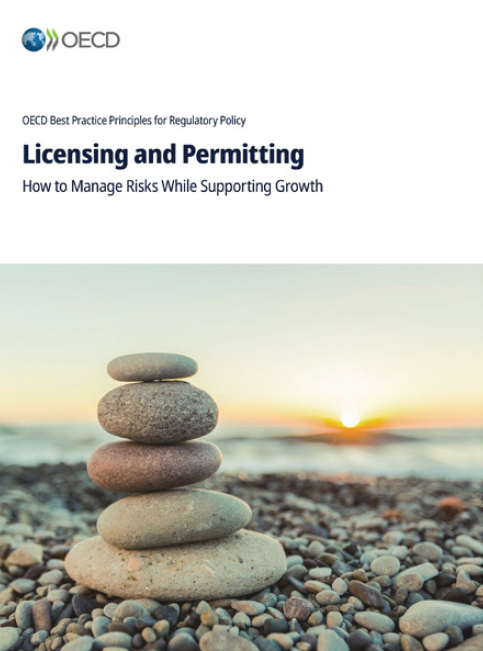 OECD
OECD Best Practice Principles for Regulatory Policy
Licensing and Permitting
How to Manage Risks While Supporting Growth